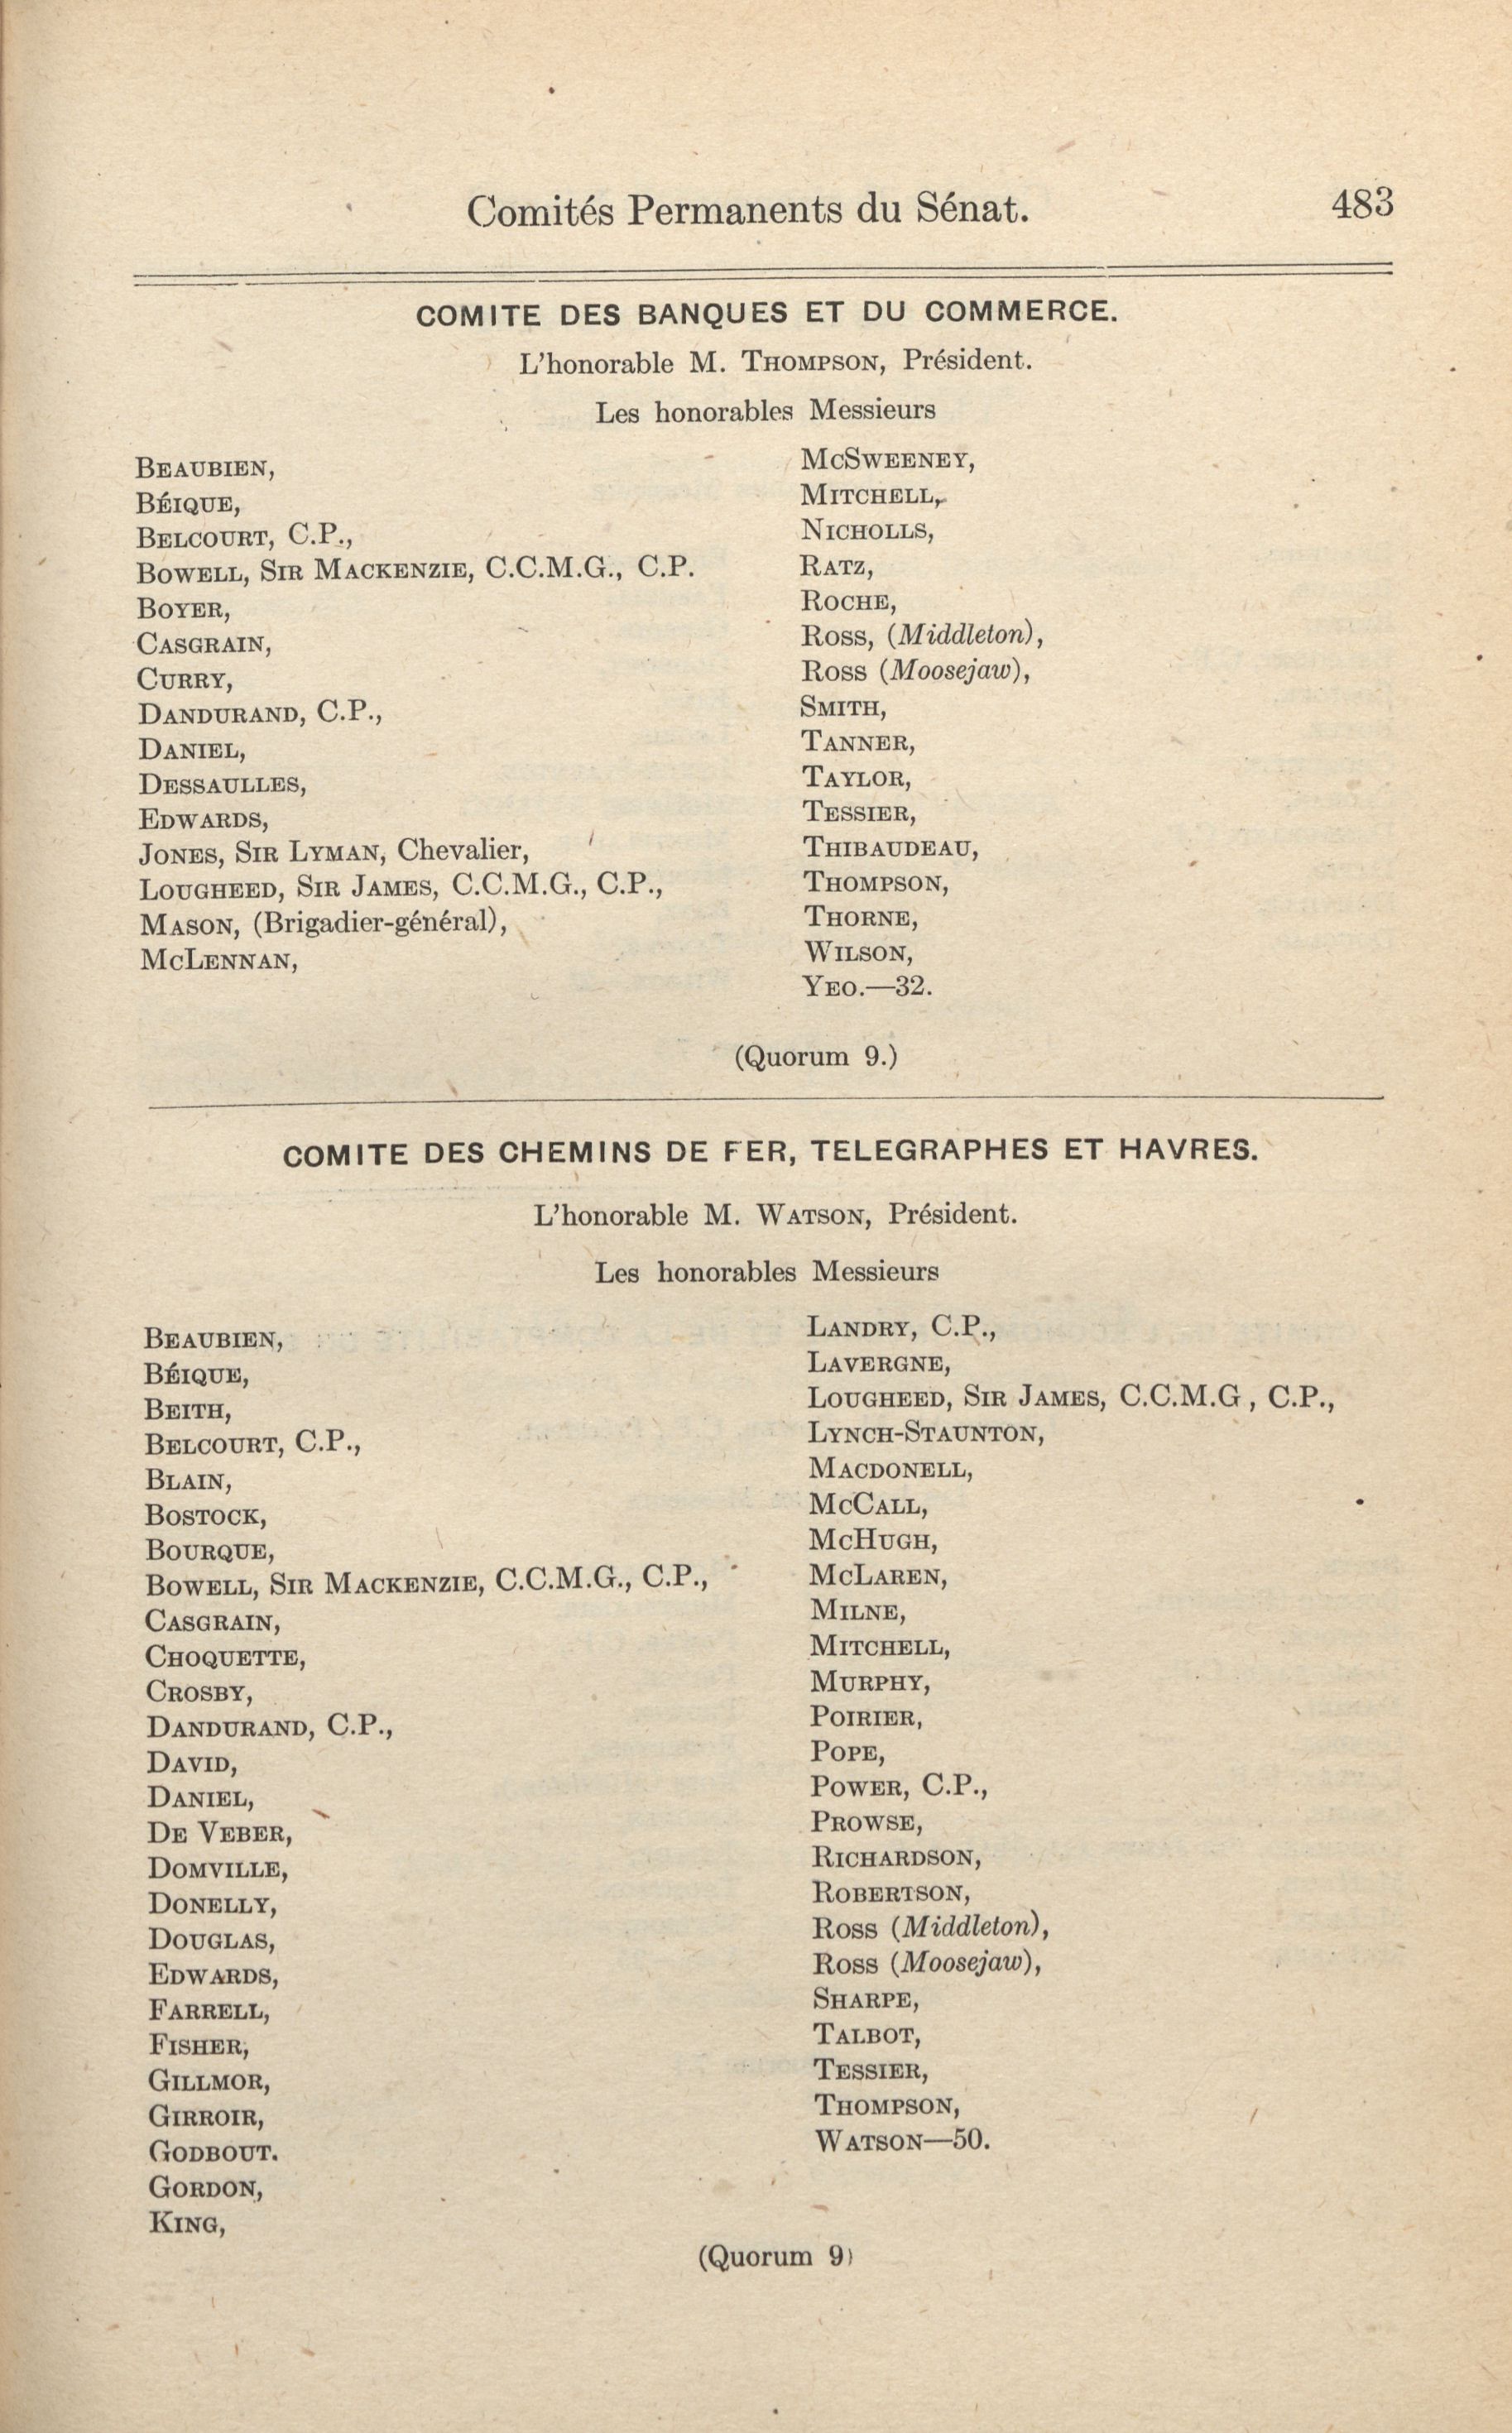 Comités Permanents du Sénat. 483
COMITE DES BANQUES ET DU COMMERCE.
L'honorable M. THOMPSON, Président.
Les honorables Messieurs
BEAUBIEN,
BÉIQUE,
BELCOURT, C.P.,
BOWELL, SIR MACKENZIE, C.C.M.G., C.P.
BOYER,
CASGRAIN,
CURRY,
DANDURAND, C.P.,
DANIEL,
DESSAULLES,
EDWARDS,
JONES, SIR LYMAN, Chevalier,
LOUGHEED, SIR JAMES, C.C.M.G., C.P.,
MASON, (Brigadier-général),
MCLENNAN,
MCSWEENEY,
MITCHELL,
NICHOLLS,
RATZ,
ROCHE,
ROSS, (Middleton),
ROSS (Moosejaw),
SMITH,
TANNER,
TAYLOR,
TESSIER,
THIBAUDEAU,
THOMPSON,
THORNE,
WILSON,
YEO.—32.
(Quorum 9.)
COMITE DES CHEMINS DE FER, TELEGRAPHES ET HAVRES.
L'honorable M. WATSON, Président.
Les honorables Messieurs
BEAUBIEN,
BÉIQUE,
BEITH,
BELCOURT, C.P.,
BLAIN,
BOSTOCK,
BOURQUE,
BOWELL, SIR MACKENZIE, C.C.M.G., C.P.,
CASGRAIN,
CHOQUETTE,
CROSBY,
DANDURAND, C.P.,
DAVID,
DANIEL,
DE VEBER,
DOMVILLE,
DONELLY,
DOUGLAS,
EDWARDS,
FARRELL,
FISHER,
GILLMOR,
GIRROIR,
GODBOUT.
GORDON,
KING,
LANDRY, C.P.,
LAVERGNE,
LOUGHEED, SIR JAMES, C.C.M.G, C.P.,
LYNCH-STAUNTON,
MACDONELL,
MCCALL,
MCHUGH,
MCLAREN,
MILNE,
MITCHELL,
MURPHY,
POIRIER,
POPE,
POWER, C.P.,
PROWSE,
RICHARDSON,
ROBERTSON,
ROSS (Middleton),
ROSS (Moosejaw),
SHARPE,
TALBOT,
TESSIER,
THOMPSON,
WATSON—50.
(Quorum 9)